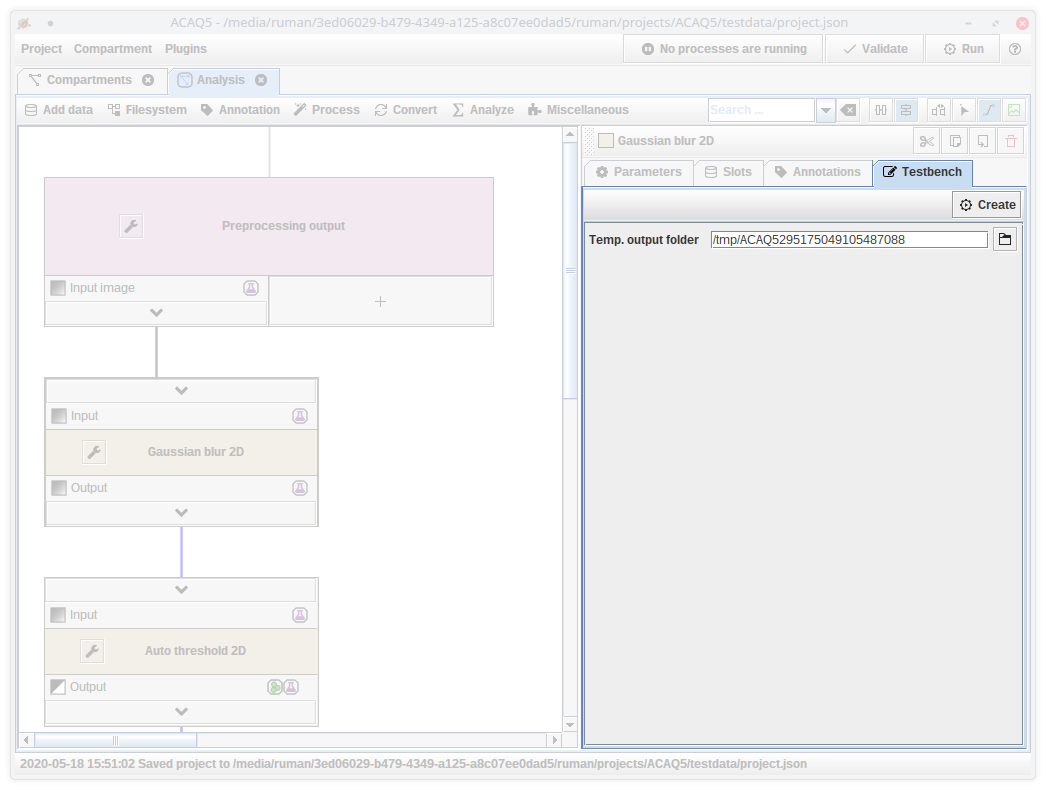 ACAQ5 - /media/ruman/3ed06029-b479-4349-a125-a8c07ee0dad5/ruman/projects/ACAQ5/testdata/project.json
Project Compartment Plugins No processes are running Validate Run
Compartments Analysis
Add data Filesystem Annotation Process Convert Analyze Miscellaneous Search ...
Gaussian blur 2D
Parameters Slots Annotations Testbench
Create
Temp. output folder /tmp/ACAQ5295175049105487088
Preprocessing output
Input image
Input
Gaussian blur 2D
Output
Input
Auto threshold 2D
Output
2020-05-18 15:51:02 Saved project to /media/ruman/3ed06029-b479-4349-a125-a8c07ee0dad5/ruman/projects/ACAQ5/testdata/project.json